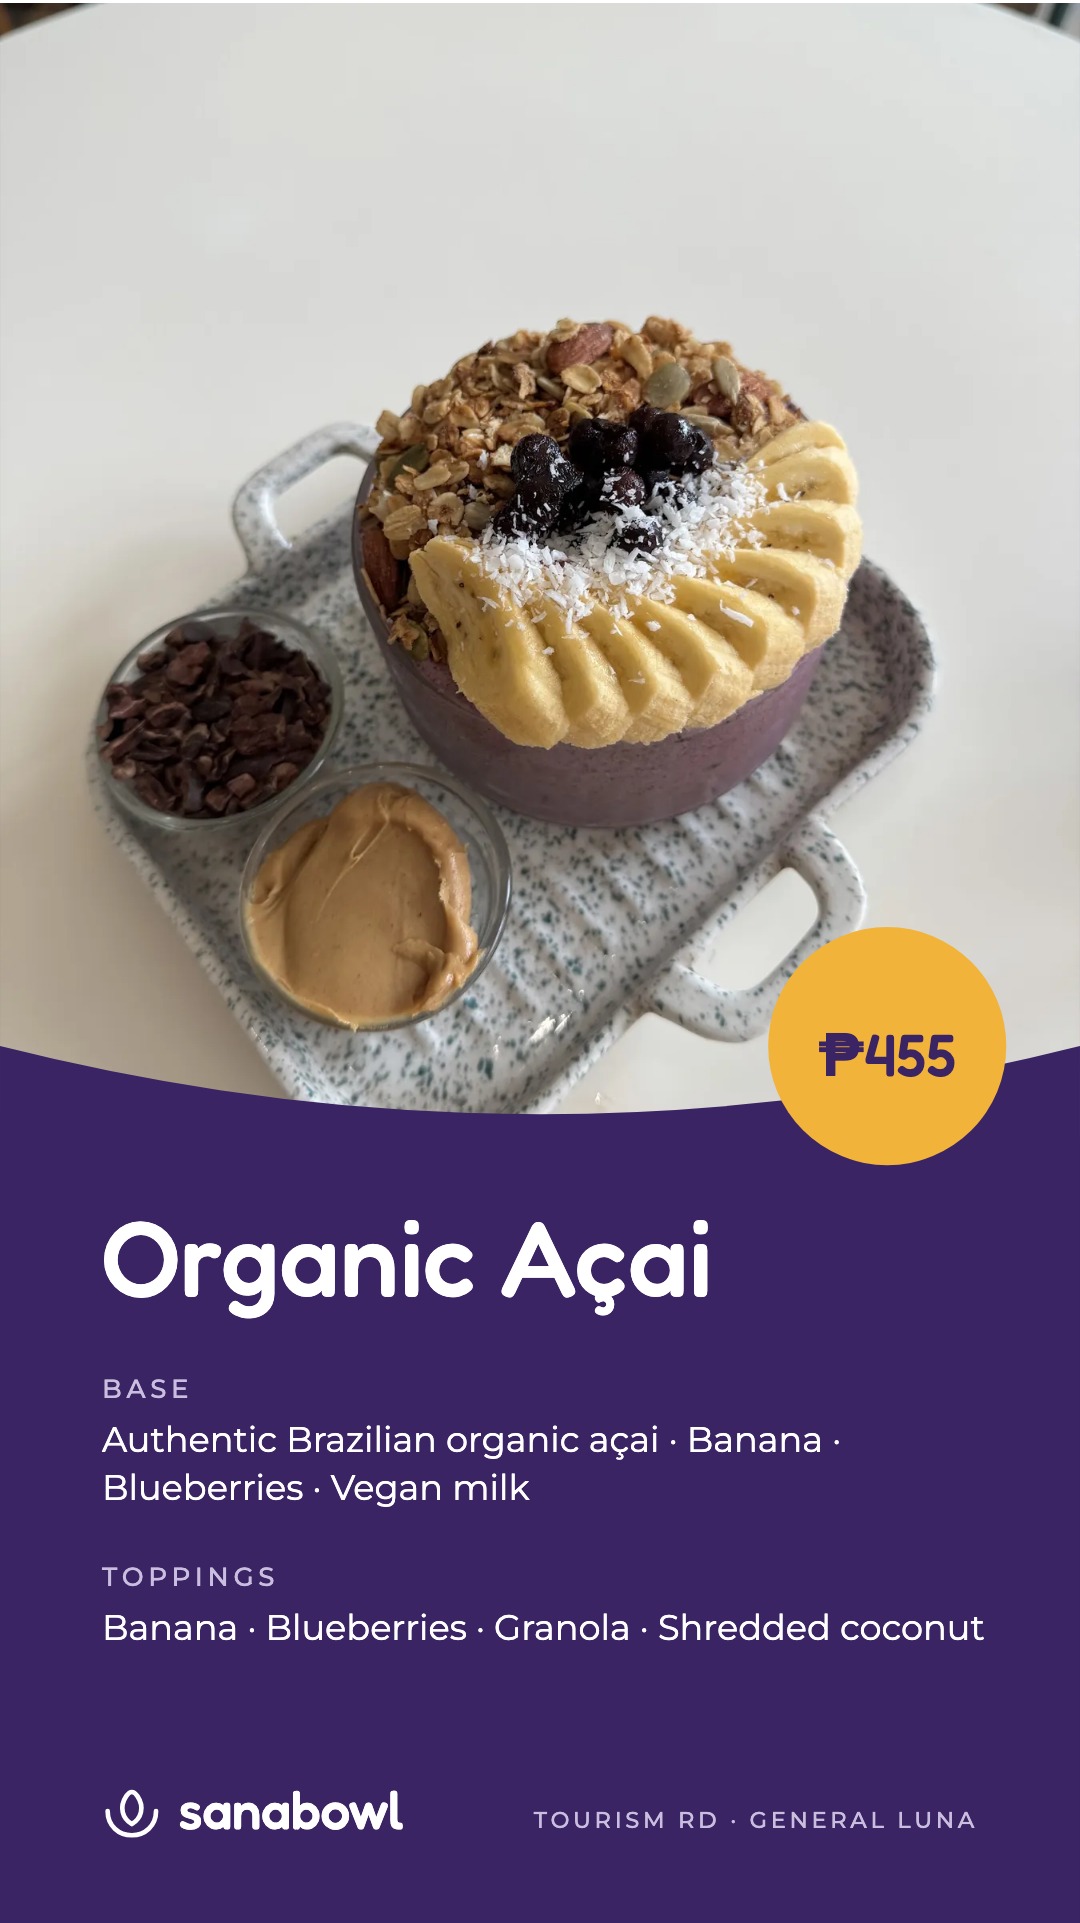 ₱455
Organic Açai
BASE
Authentic Brazilian organic açai · Banana ·
Blueberries · Vegan milk
TOPPINGS
Banana · Blueberries · Granola · Shredded coconut
sanabowl
TOURISM RD · GENERAL LUNA